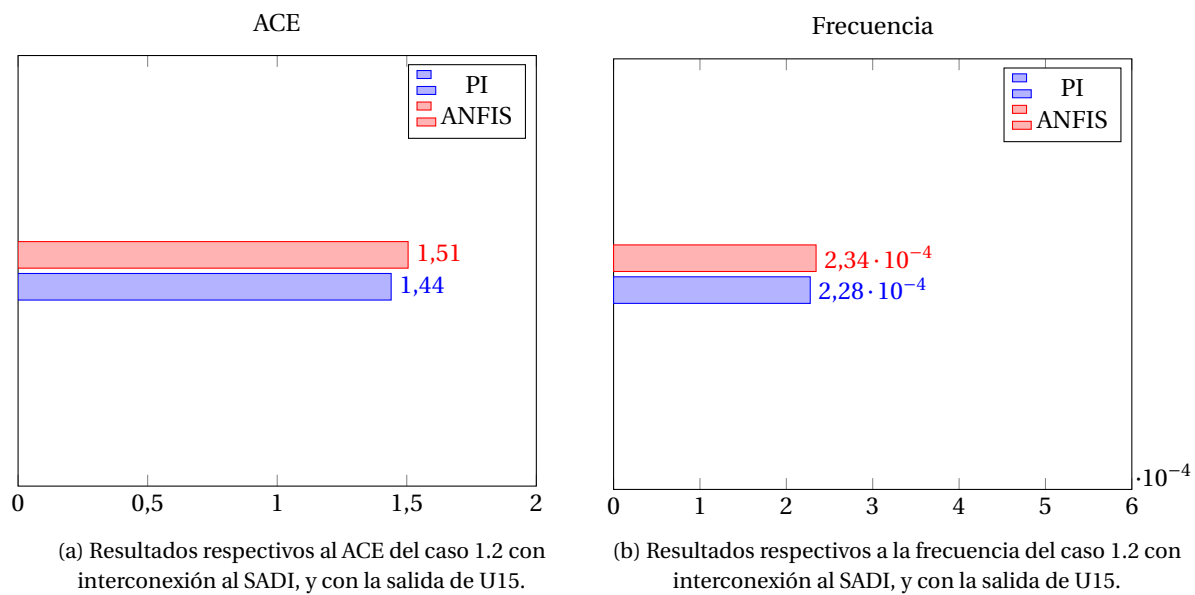 ACE
PI
ANFIS
1,51
1,44
0 0,5 1 1,5 2
(a) Resultados respectivos al ACE del caso 1.2 con
interconexión al SADI, y con la salida de U15.
Frecuencia
PI
ANFIS
2,34 · 10⁻⁴
2,28 · 10⁻⁴
·10⁻⁴
0 1 2 3 4 5 6
(b) Resultados respectivos a la frecuencia del caso 1.2 con
interconexión al SADI, y con la salida de U15.